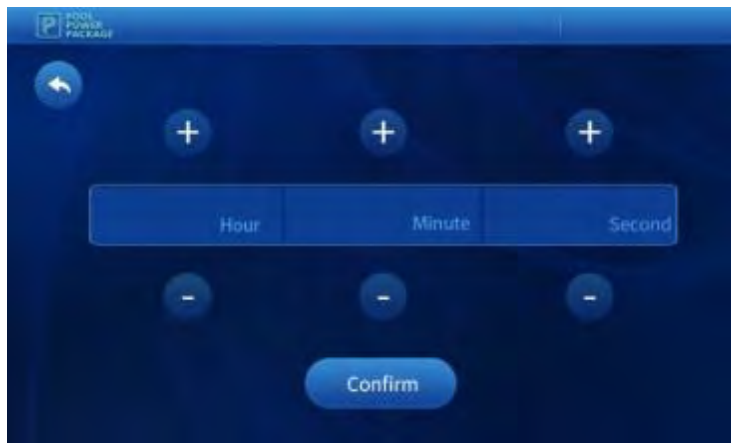 P
POOL
POWER
PACKAGE
+ + +
Hour Minute Second
- - -
Confirm